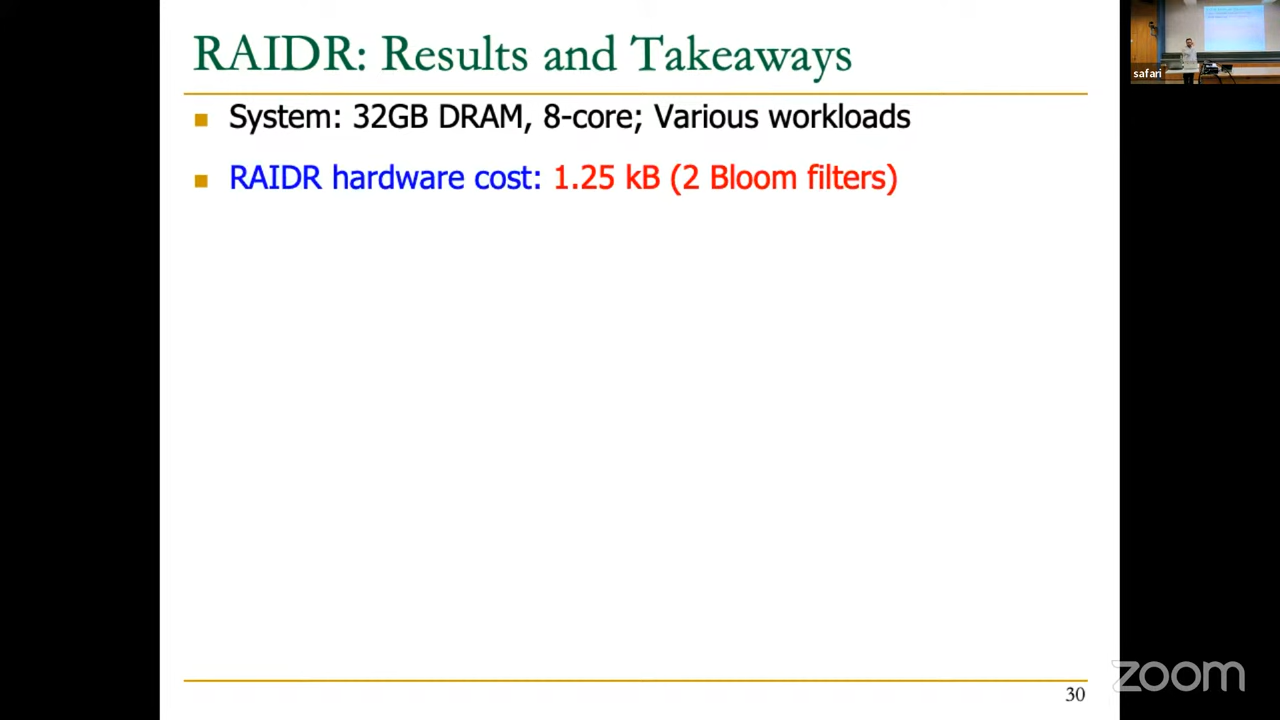 RAIDR: Results and Takeaways
System: 32GB DRAM, 8-core; Various workloads
RAIDR hardware cost: 1.25 kB (2 Bloom filters)
30
safari
zoom